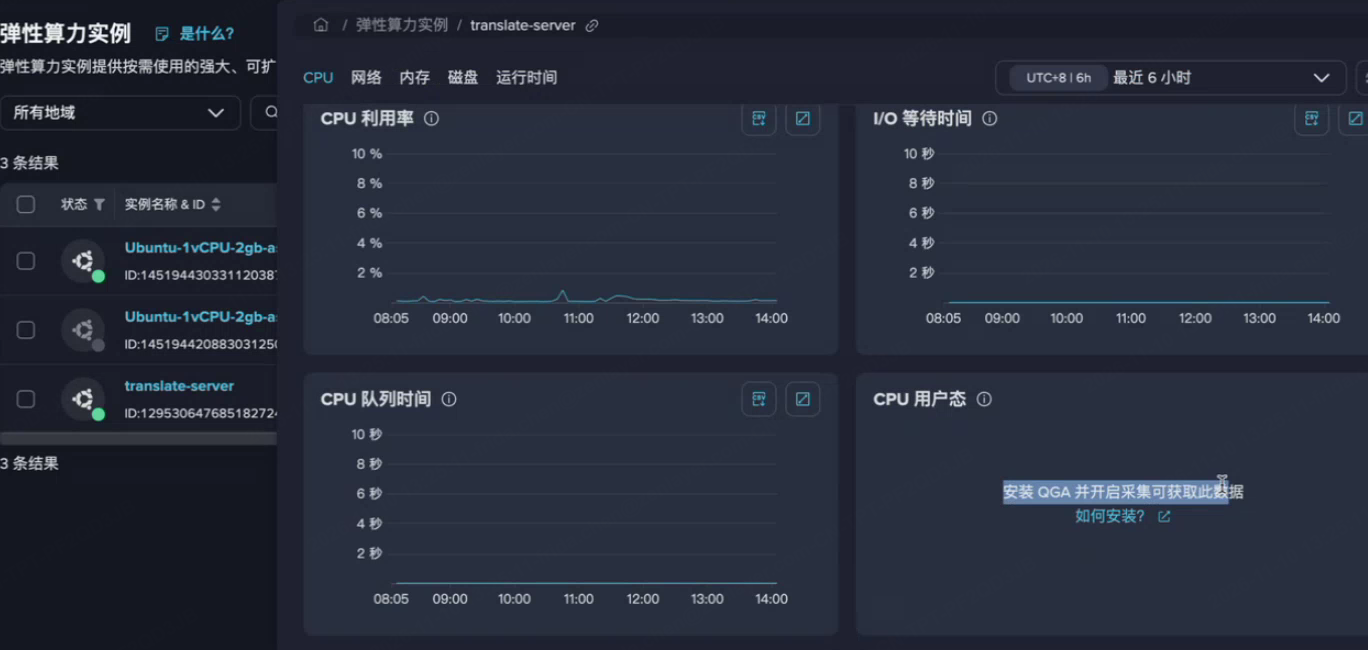 弹性算力实例
是什么?
弹性算力实例提供按需使用的强大、可扩
所有地域
3 条结果
状态
实例名称 & ID
Ubuntu-1vCPU-2gb-a
ID:14519443033112038
Ubuntu-1vCPU-2gb-a
ID:145194420883031250
translate-server
ID:1295306476851827 2
3 条结果
/ 弹性算力实例 / translate-server
CPU 网络 内存 磁盘 运行时间
UTC+8 | 6h 最近 6 小时
CPU 利用率
CSV
10 %
8 %
6 %
4 %
2 %
08:05 09:00 10:00 11:00 12:00 13:00 14:00
I/O 等待时间
CSV
10 秒
8 秒
6 秒
4 秒
2 秒
08:05 09:00 10:00 11:00 12:00 13:00 14:00
CPU 队列时间
CSV
10 秒
8 秒
6 秒
4 秒
2 秒
08:05 09:00 10:00 11:00 12:00 13:00 14:00
CPU 用户态
安装 QGA 并开启采集可获取此数据
如何安装?